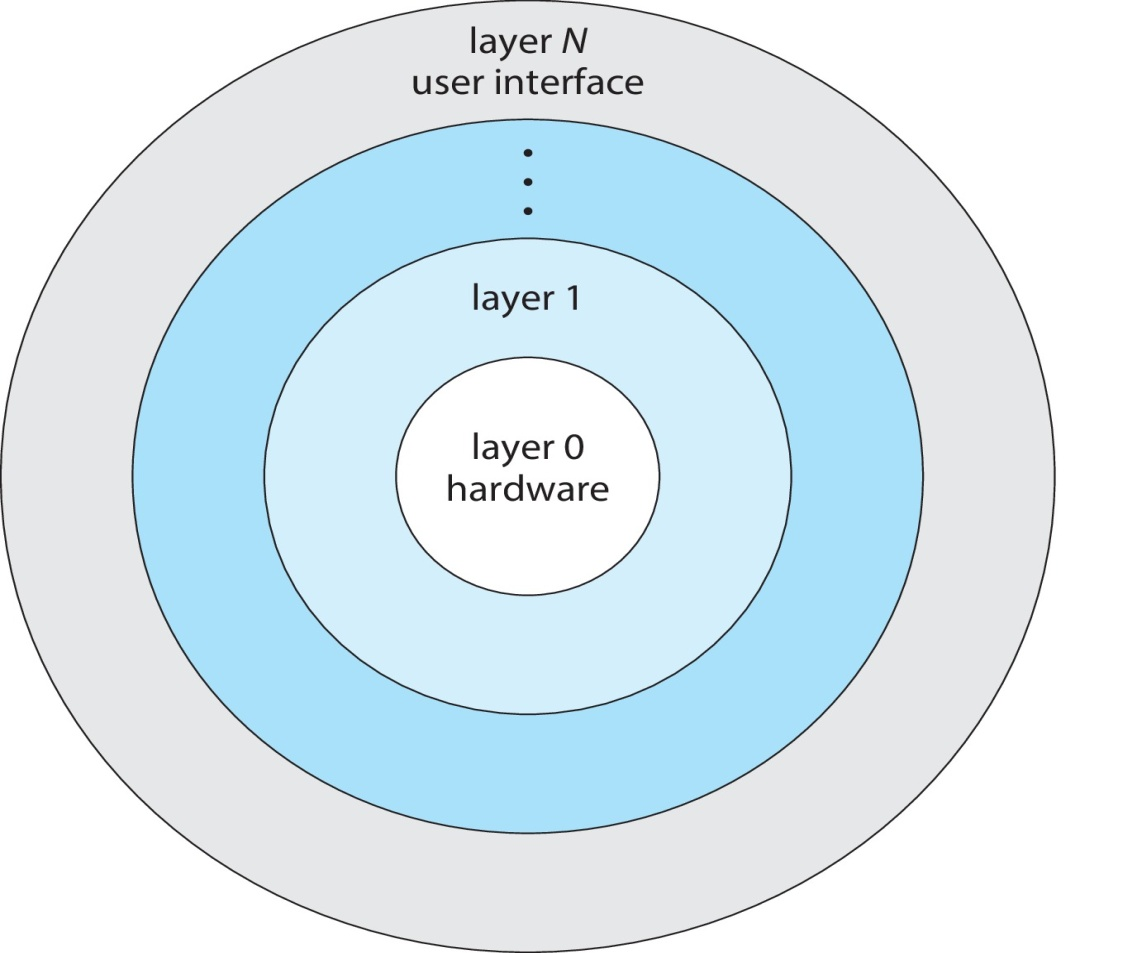 layer N
user interface
layer 1
layer 0
hardware